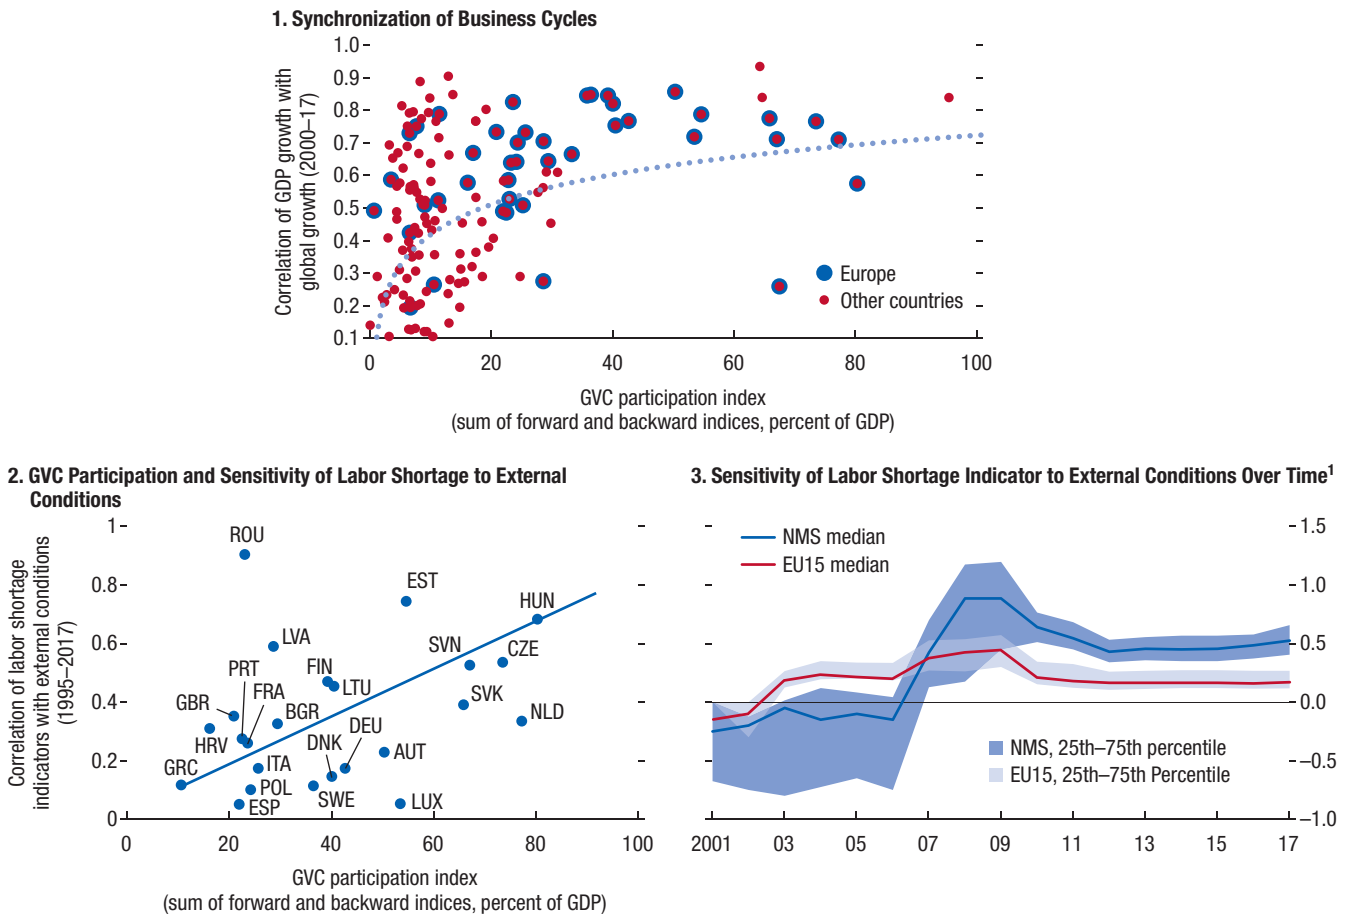 1. Synchronization of Business Cycles
Correlation of GDP growth with
global growth (2000–17)
1.0
0.9
0.8
0.7
0.6
0.5
0.4
0.3
0.2
0.1
Europe
Other countries
0 20 40 60 80 100
GVC participation index
(sum of forward and backward indices, percent of GDP)
2. GVC Participation and Sensitivity of Labor Shortage to External
Conditions
Correlation of labor shortage
indicators with external conditions
(1995–2017)
1
0.8
0.6
0.4
0.2
0
ROU
EST
HUN
LVA
SVN
CZE
PRT
FIN
FRA
LTU
SVK
GBR
BGR
NLD
DEU
HRV
DNK
AUT
GRC
ITA
POL
SWE
LUX
ESP
0 20 40 60 80 100
GVC participation index
(sum of forward and backward indices, percent of GDP)
3. Sensitivity of Labor Shortage Indicator to External Conditions Over Time1
NMS median
EU15 median
1.5
1.0
0.5
0.0
–0.5
–1.0
NMS, 25th–75th percentile
EU15, 25th–75th Percentile
2001 03 05 07 09 11 13 15 17